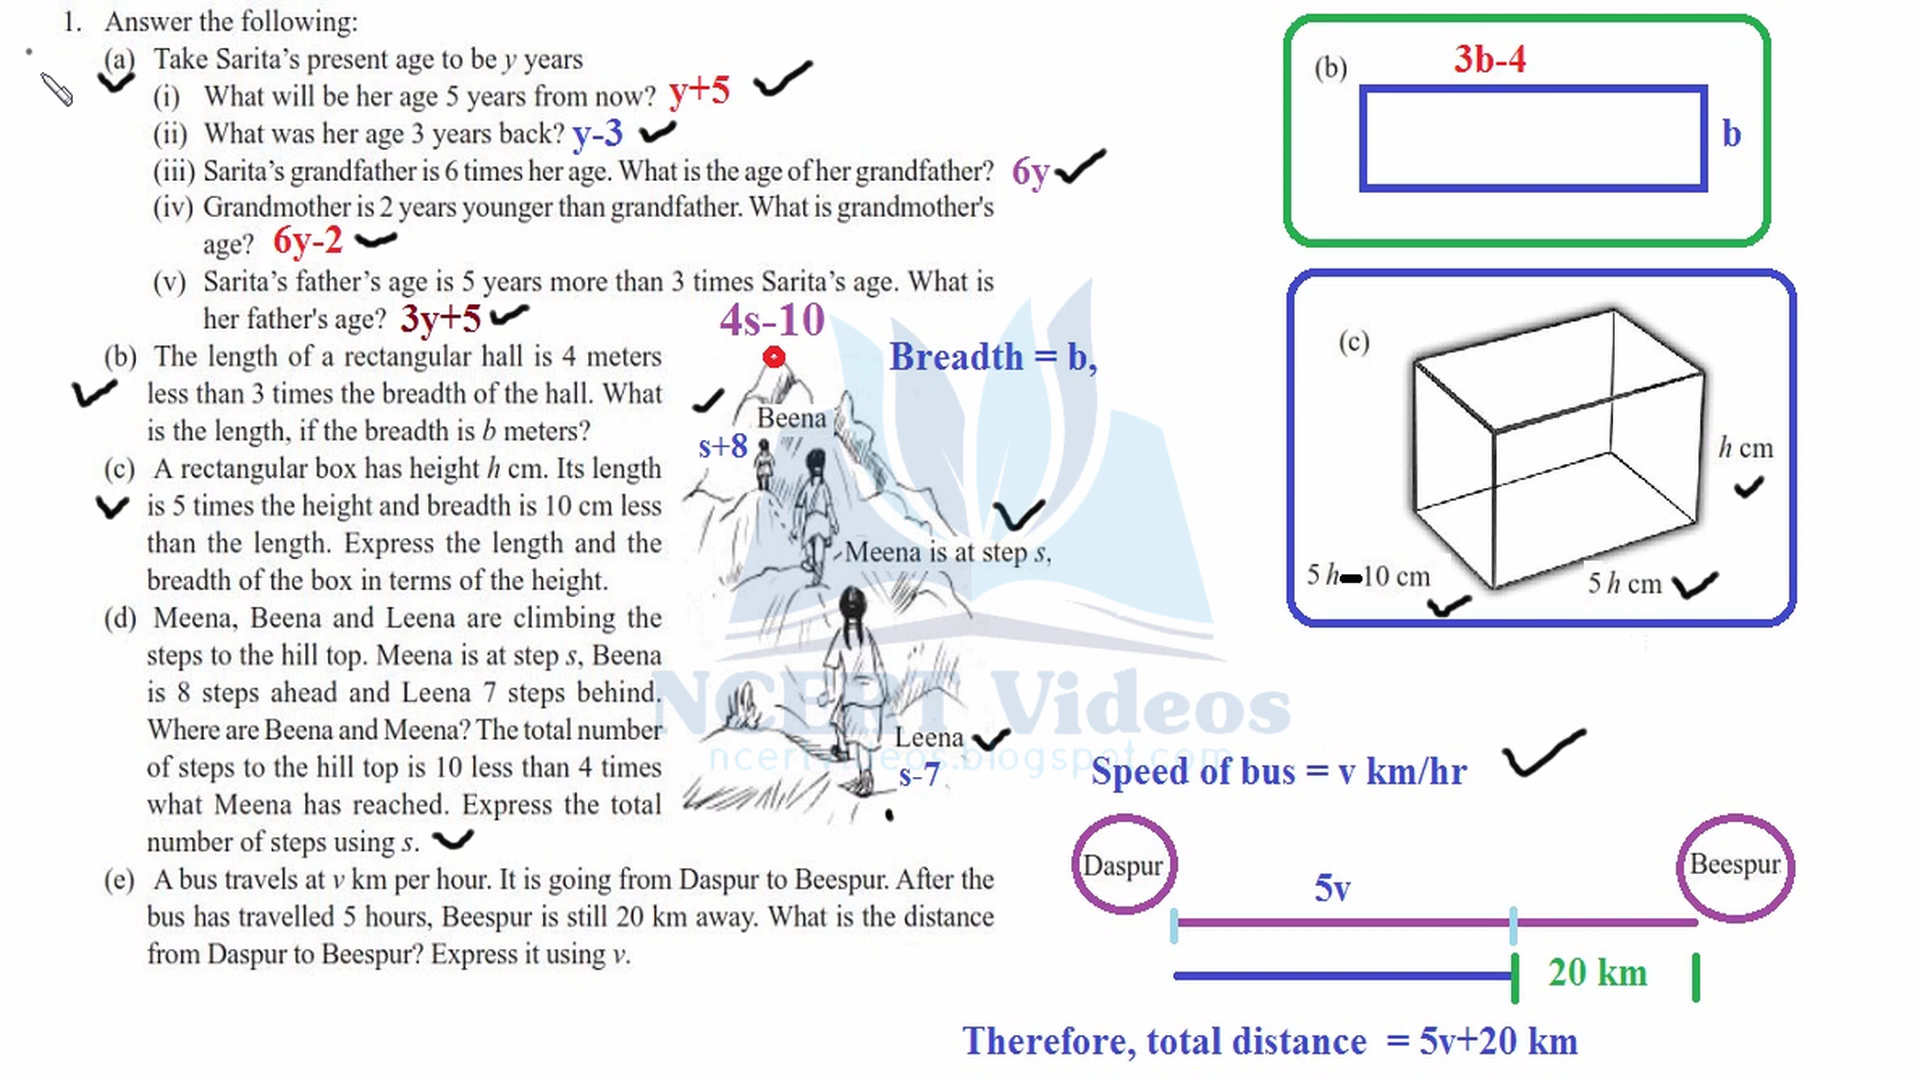 1. Answer the following:
(a) Take Sarita's present age to be y years
(i) What will be her age 5 years from now? y+5
(ii) What was her age 3 years back? y-3
(iii) Sarita's grandfather is 6 times her age. What is the age of her grandfather? 6y
(iv) Grandmother is 2 years younger than grandfather. What is grandmother's
age? 6y-2
(v) Sarita's father's age is 5 years more than 3 times Sarita's age. What is
her father's age? 3y+5
(b) The length of a rectangular hall is 4 meters
less than 3 times the breadth of the hall. What
is the length, if the breadth is b meters?
(c) A rectangular box has height h cm. Its length
is 5 times the height and breadth is 10 cm less
than the length. Express the length and the
breadth of the box in terms of the height.
(d) Meena, Beena and Leena are climbing the
steps to the hill top. Meena is at step s, Beena
is 8 steps ahead and Leena 7 steps behind.
Where are Beena and Meena? The total number
of steps to the hill top is 10 less than 4 times
what Meena has reached. Express the total
number of steps using s.
(e) A bus travels at v km per hour. It is going from Daspur to Beespur. After the
bus has travelled 5 hours, Beespur is still 20 km away. What is the distance
from Daspur to Beespur? Express it using v.
4s-10
Breadth = b,
Beena
s+8
Meena is at step s,
Leena
s-7
NCERT Videos
ncertvideos.blogspot.com
(b) 3b-4
b
(c)
h cm
5 h-10 cm
5 h cm
Speed of bus = v km/hr
Daspur
Beespur
5v
20 km
Therefore, total distance = 5v+20 km